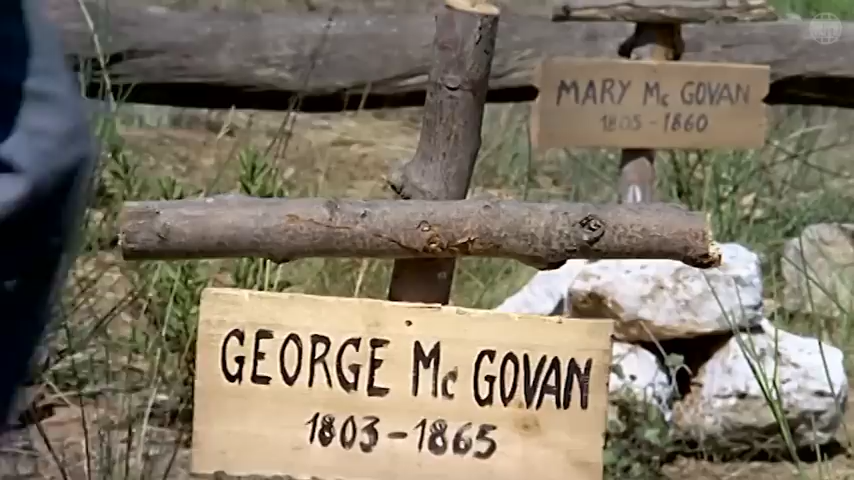 MARY Mc GOVAN
1805-1860
GEORGE Mc GOVAN
1803-1865